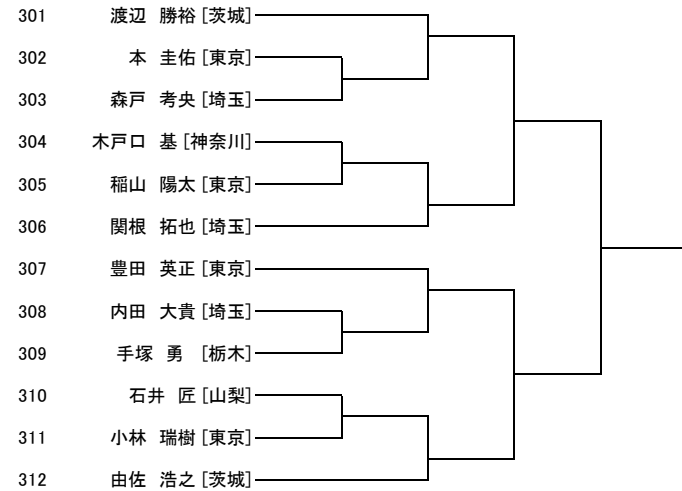 301 渡辺 勝裕 [茨城]
302 本 圭佑 [東京]
303 森戸 考央 [埼玉]
304 木戸口 基 [神奈川]
305 稲山 陽太 [東京]
306 関根 拓也 [埼玉]
307 豊田 英正 [東京]
308 内田 大貴 [埼玉]
309 手塚 勇 [栃木]
310 石井 匠 [山梨]
311 小林 瑞樹 [東京]
312 由佐 浩之 [茨城]